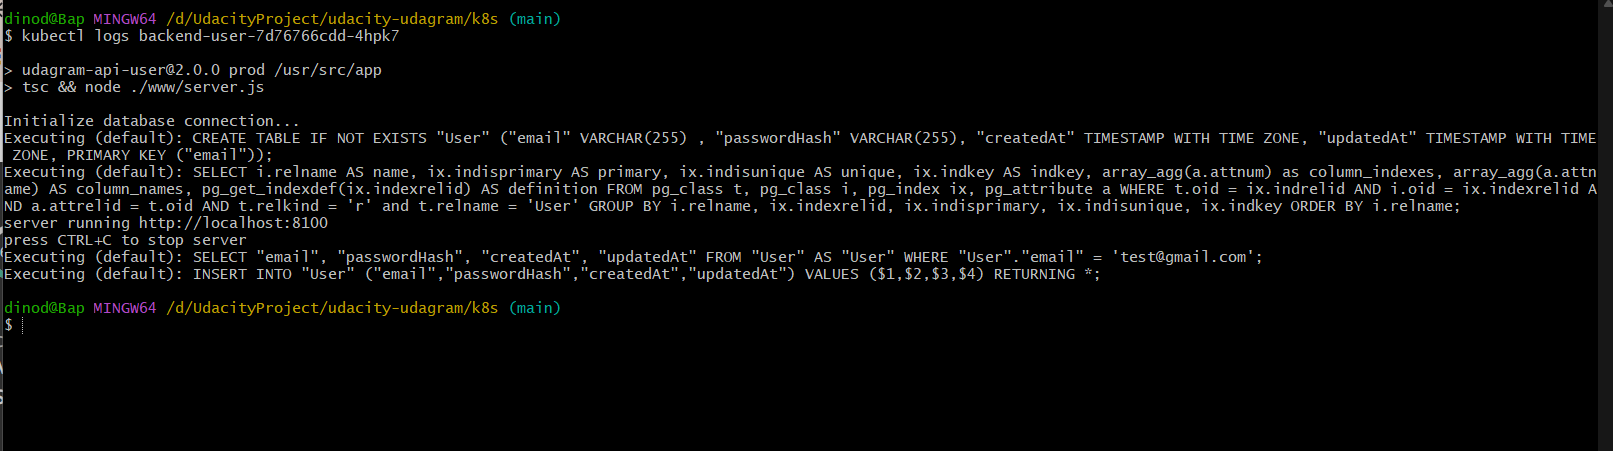 dinod@Bap MINGW64 /d/UdacityProject/udacity-udagram/k8s (main)
$ kubectl logs backend-user-7d76766cdd-4hpk7
> udagram-api-user@2.0.0 prod /usr/src/app
> tsc && node ./www/server.js
Initialize database connection...
Executing (default): CREATE TABLE IF NOT EXISTS "User" ("email" VARCHAR(255) , "passwordHash" VARCHAR(255), "createdAt" TIMESTAMP WITH TIME ZONE, "updatedAt" TIMESTAMP WITH TIME
ZONE, PRIMARY KEY ("email"));
Executing (default): SELECT i.relname AS name, ix.indisprimary AS primary, ix.indisunique AS unique, ix.indkey AS indkey, array_agg(a.attnum) as column_indexes, array_agg(a.attn
ame) AS column_names, pg_get_indexdef(ix.indexrelid) AS definition FROM pg_class t, pg_class i, pg_index ix, pg_attribute a WHERE t.oid = ix.indrelid AND i.oid = ix.indexrelid A
ND a.attrelid = t.oid AND t.relkind = 'r' and t.relname = 'User' GROUP BY i.relname, ix.indexrelid, ix.indisprimary, ix.indisunique, ix.indkey ORDER BY i.relname;
server running http://localhost:8100
press CTRL+C to stop server
Executing (default): SELECT "email", "passwordHash", "createdAt", "updatedAt" FROM "User" AS "User" WHERE "User"."email" = 'test@gmail.com';
Executing (default): INSERT INTO "User" ("email","passwordHash","createdAt","updatedAt") VALUES ($1,$2,$3,$4) RETURNING *;
dinod@Bap MINGW64 /d/UdacityProject/udacity-udagram/k8s (main)
$